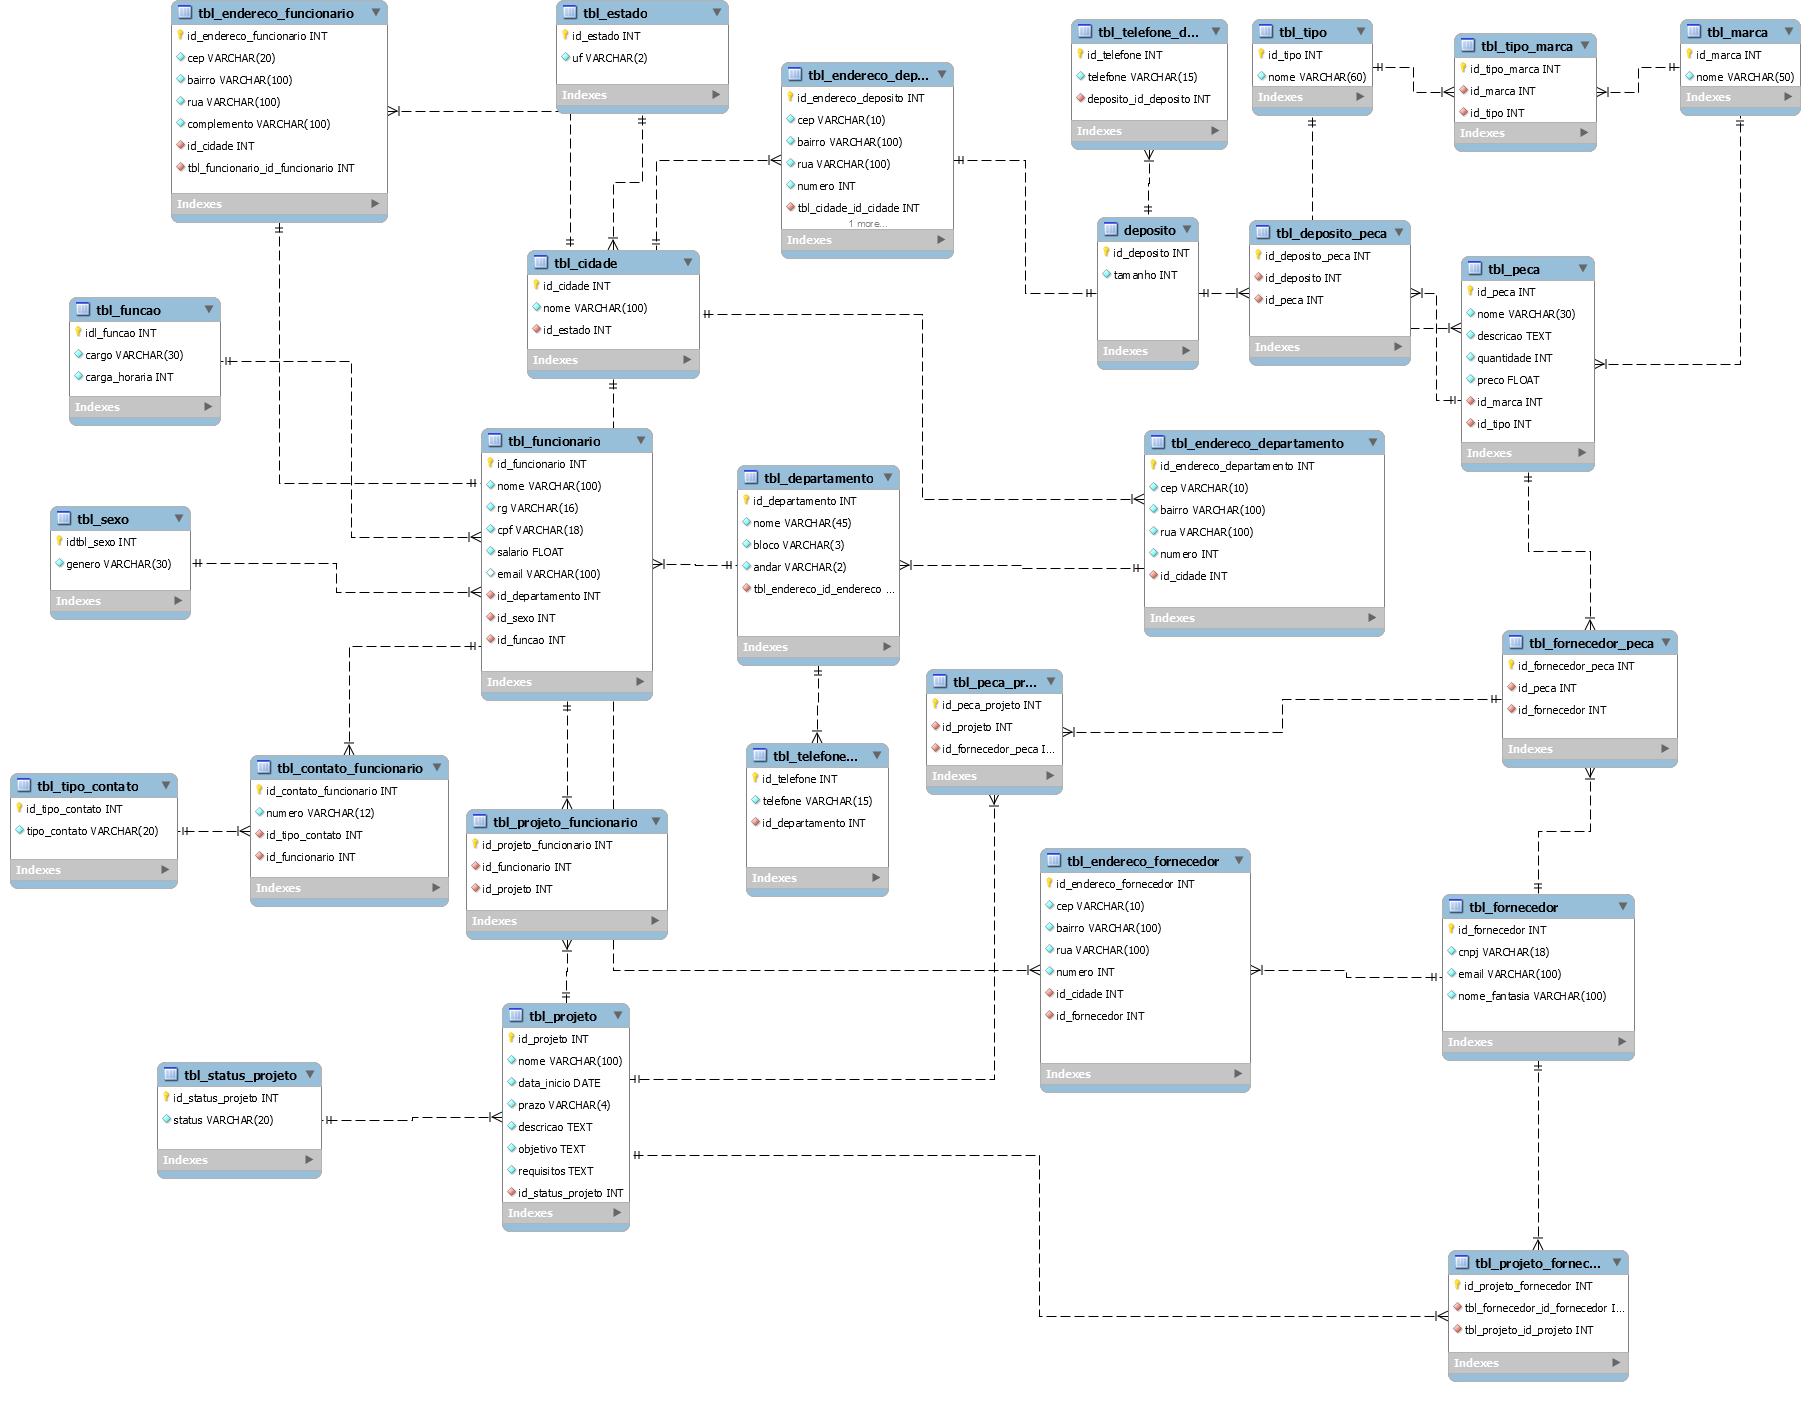 tbl_endereco_funcionario
id_endereco_funcionario INT
cep VARCHAR(20)
bairro VARCHAR(100)
rua VARCHAR(100)
complemento VARCHAR(100)
id_cidade INT
tbl_funcionario_id_funcionario INT
Indexes
tbl_estado
id_estado INT
uf VARCHAR(2)
Indexes
tbl_endereco_dep...
id_endereco_deposito INT
cep VARCHAR(10)
bairro VARCHAR(100)
rua VARCHAR(100)
numero INT
tbl_cidade_id_cidade INT
1 more...
Indexes
tbl_telefone_d...
id_telefone INT
telefone VARCHAR(15)
deposito_id_deposito INT
Indexes
tbl_tipo
id_tipo INT
nome VARCHAR(60)
Indexes
tbl_tipo_marca
id_tipo_marca INT
id_marca INT
id_tipo INT
Indexes
tbl_marca
id_marca INT
nome VARCHAR(50)
Indexes
tbl_cidade
id_cidade INT
nome VARCHAR(100)
id_estado INT
Indexes
deposito
id_deposito INT
tamanho INT
Indexes
tbl_deposito_peca
id_deposito_peca INT
id_deposito INT
id_peca INT
Indexes
tbl_peca
id_peca INT
nome VARCHAR(30)
descricao TEXT
quantidade INT
preco FLOAT
id_marca INT
id_tipo INT
Indexes
tbl_funcao
idl_funcao INT
cargo VARCHAR(30)
carga_horaria INT
Indexes
tbl_funcionario
id_funcionario INT
nome VARCHAR(100)
rg VARCHAR(16)
cpf VARCHAR(18)
salario FLOAT
email VARCHAR(100)
id_departamento INT
id_sexo INT
id_funcao INT
Indexes
tbl_departamento
id_departamento INT
nome VARCHAR(45)
bloco VARCHAR(3)
andar VARCHAR(2)
tbl_endereco_id_endereco ...
Indexes
tbl_endereco_departamento
id_endereco_departamento INT
cep VARCHAR(10)
bairro VARCHAR(100)
rua VARCHAR(100)
numero INT
id_cidade INT
Indexes
tbl_sexo
idtbl_sexo INT
genero VARCHAR(30)
Indexes
tbl_fornecedor_peca
id_fornecedor_peca INT
id_peca INT
id_fornecedor INT
Indexes
tbl_peca_pr...
id_peca_projeto INT
id_projeto INT
id_fornecedor_peca I...
Indexes
tbl_telefone...
id_telefone INT
telefone VARCHAR(15)
id_departamento INT
Indexes
tbl_tipo_contato
id_tipo_contato INT
tipo_contato VARCHAR(20)
Indexes
tbl_contato_funcionario
id_contato_funcionario INT
numero VARCHAR(12)
id_tipo_contato INT
id_funcionario INT
Indexes
tbl_projeto_funcionario
id_projeto_funcionario INT
id_funcionario INT
id_projeto INT
Indexes
tbl_endereco_fornecedor
id_endereco_fornecedor INT
cep VARCHAR(10)
bairro VARCHAR(100)
rua VARCHAR(100)
numero INT
id_cidade INT
id_fornecedor INT
Indexes
tbl_fornecedor
id_fornecedor INT
cnpj VARCHAR(18)
email VARCHAR(100)
nome_fantasia VARCHAR(100)
Indexes
tbl_projeto
id_projeto INT
nome VARCHAR(100)
data_inicio DATE
prazo VARCHAR(4)
descricao TEXT
objetivo TEXT
requisitos TEXT
id_status_projeto INT
Indexes
tbl_status_projeto
id_status_projeto INT
status VARCHAR(20)
Indexes
tbl_projeto_fornec...
id_projeto_fornecedor INT
tbl_fornecedor_id_fornecedor I...
tbl_projeto_id_projeto INT
Indexes